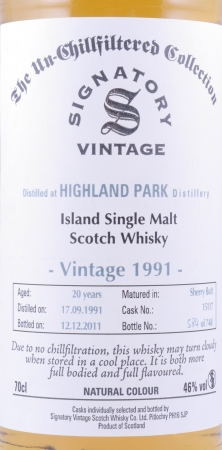 The Un-Chillfiltered Collection
SIGNATORY
S
VINTAGE
Distilled at HIGHLAND PARK Distillery
Island Single Malt
Scotch Whisky
- Vintage 1991 -
Aged: 20 years Matured in: Sherry Butt
Distilled on: 17.09.1991 Cask No.:
Bottled on: 12.12.2011 Bottle No.:
Due to no chillfiltration, this whisky may turn cloudy
when stored in a cool place. It is both more
full bodied and full flavoured.
70cl NATURAL COLOUR 46%vol
Casks individually selected and bottled by
Signatory Vintage Scotch Whisky Co. Ltd. Pitlochry PH16 5JP
Product of Scotland